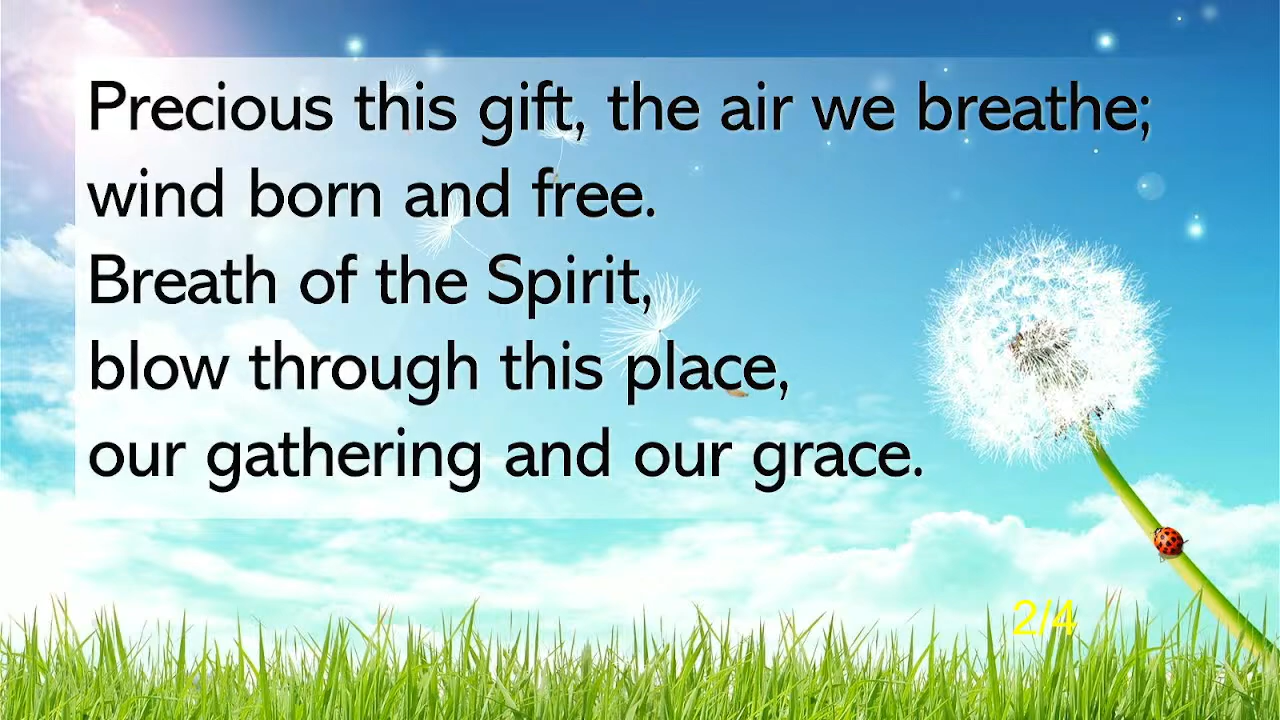 Precious this gift, the air we breathe;
wind born and free.
Breath of the Spirit,
blow through this place,
our gathering and our grace.
2/4